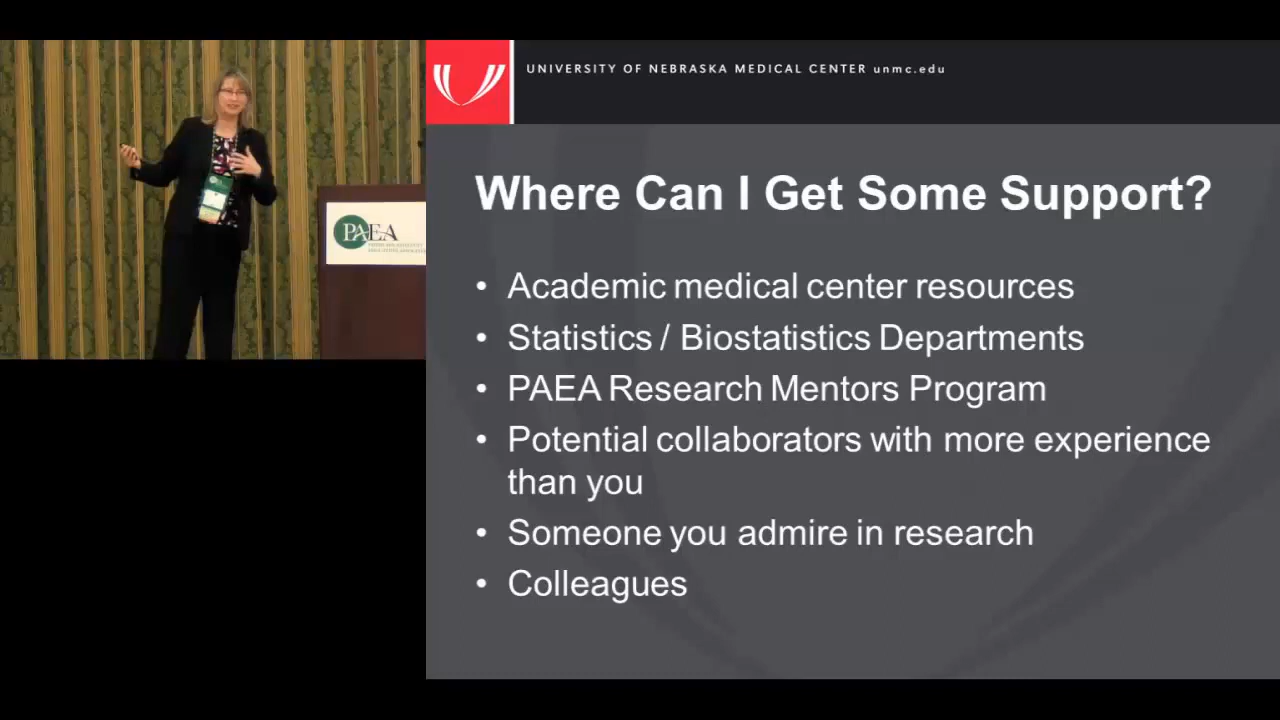 UNIVERSITY OF NEBRASKA MEDICAL CENTER unmc.edu
Where Can I Get Some Support?
• Academic medical center resources
• Statistics / Biostatistics Departments
• PAEA Research Mentors Program
• Potential collaborators with more experience
than you
• Someone you admire in research
• Colleagues
PAEA